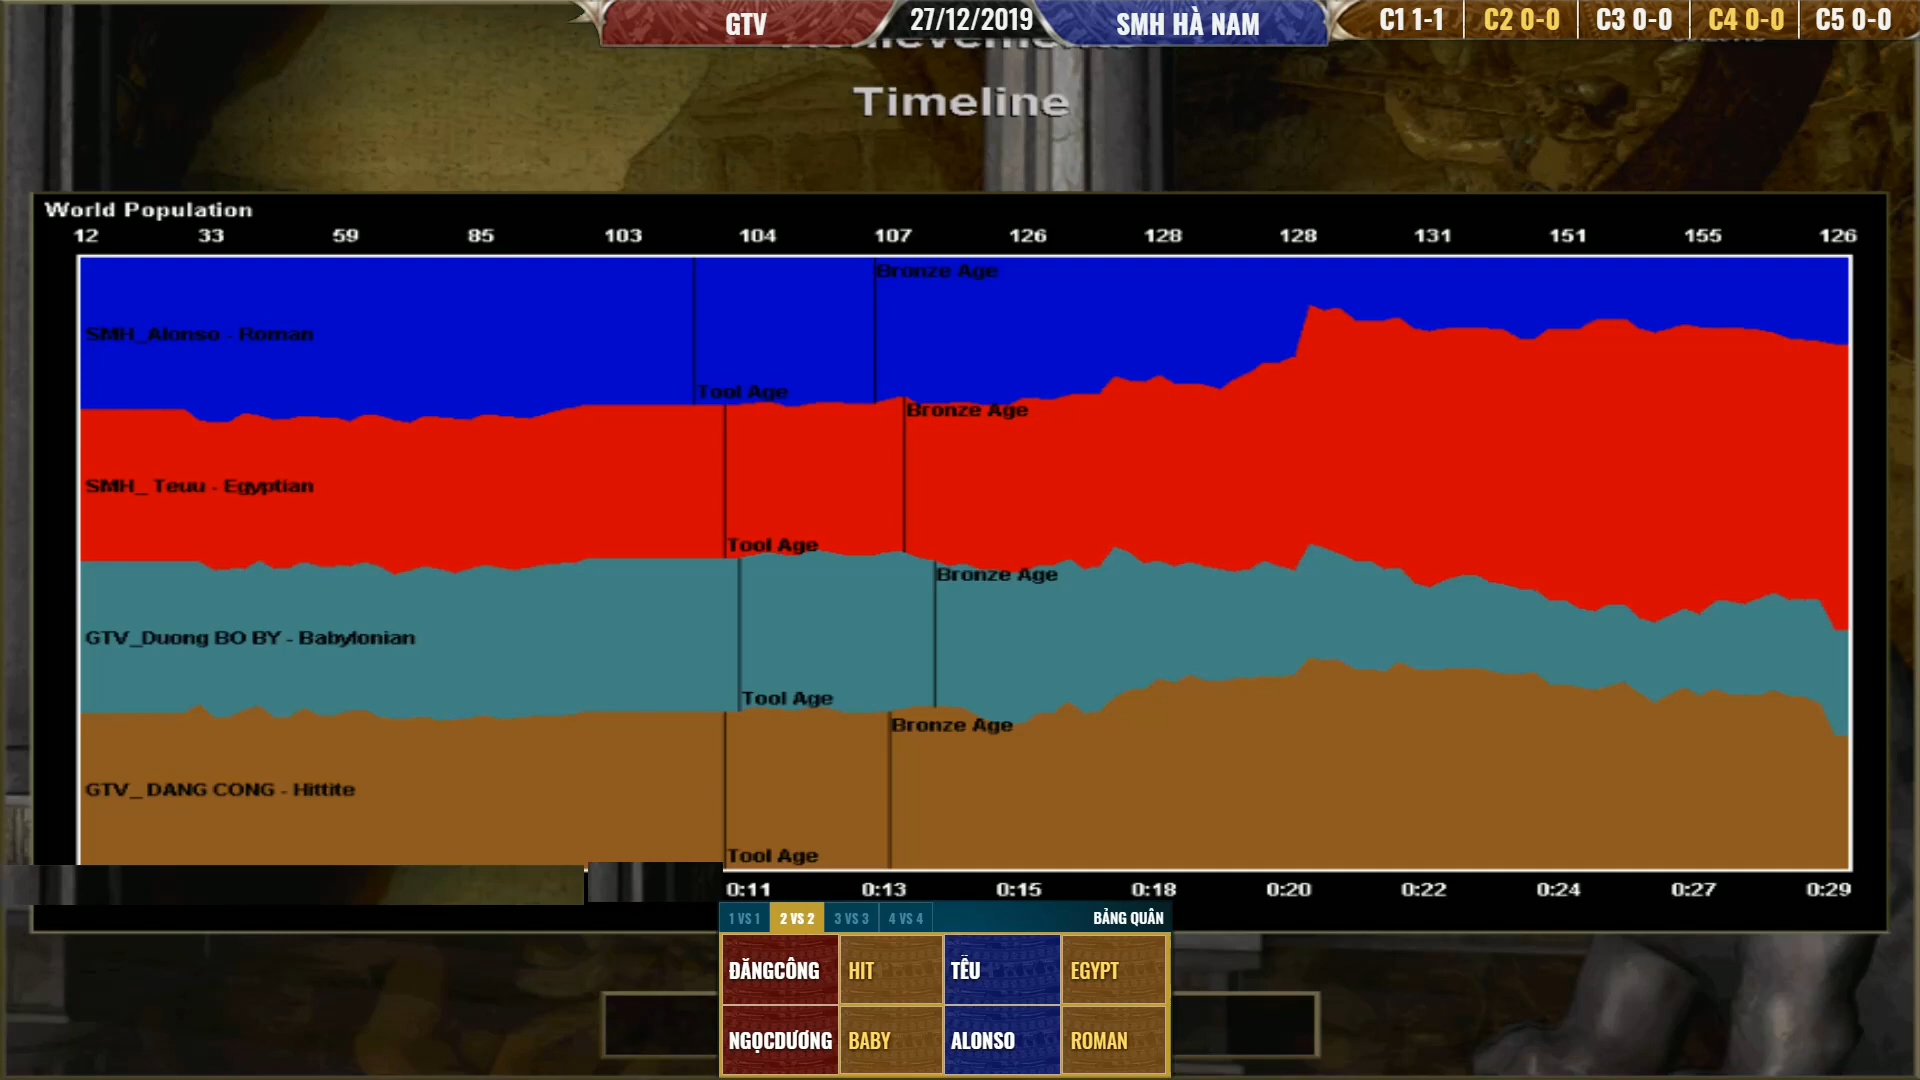 GTV 27/12/2019 SMH HÀ NAM C1 1-1 C2 0-0 C3 0-0 C4 0-0 C5 0-0
Achievements
Timeline
World Population
12 33 59 85 103 104 107 126 128 128 131 151 155 126
Bronze Age
SMH_Alonso - Roman
Tool Age
Bronze Age
SMH_ Teuu - Egyptian
Tool Age
Bronze Age
GTV_Duong BO BY - Babylonian
Tool Age
Bronze Age
GTV_ DANG CONG - Hittite
Tool Age
0:11 0:13 0:15 0:18 0:20 0:22 0:24 0:27 0:29
1 VS 1 2 VS 2 3 VS 3 4 VS 4 BẢNG QUÂN
ĐĂNGCÔNG HIT TỄU EGYPT
NGỌCDƯƠNG BABY ALONSO ROMAN